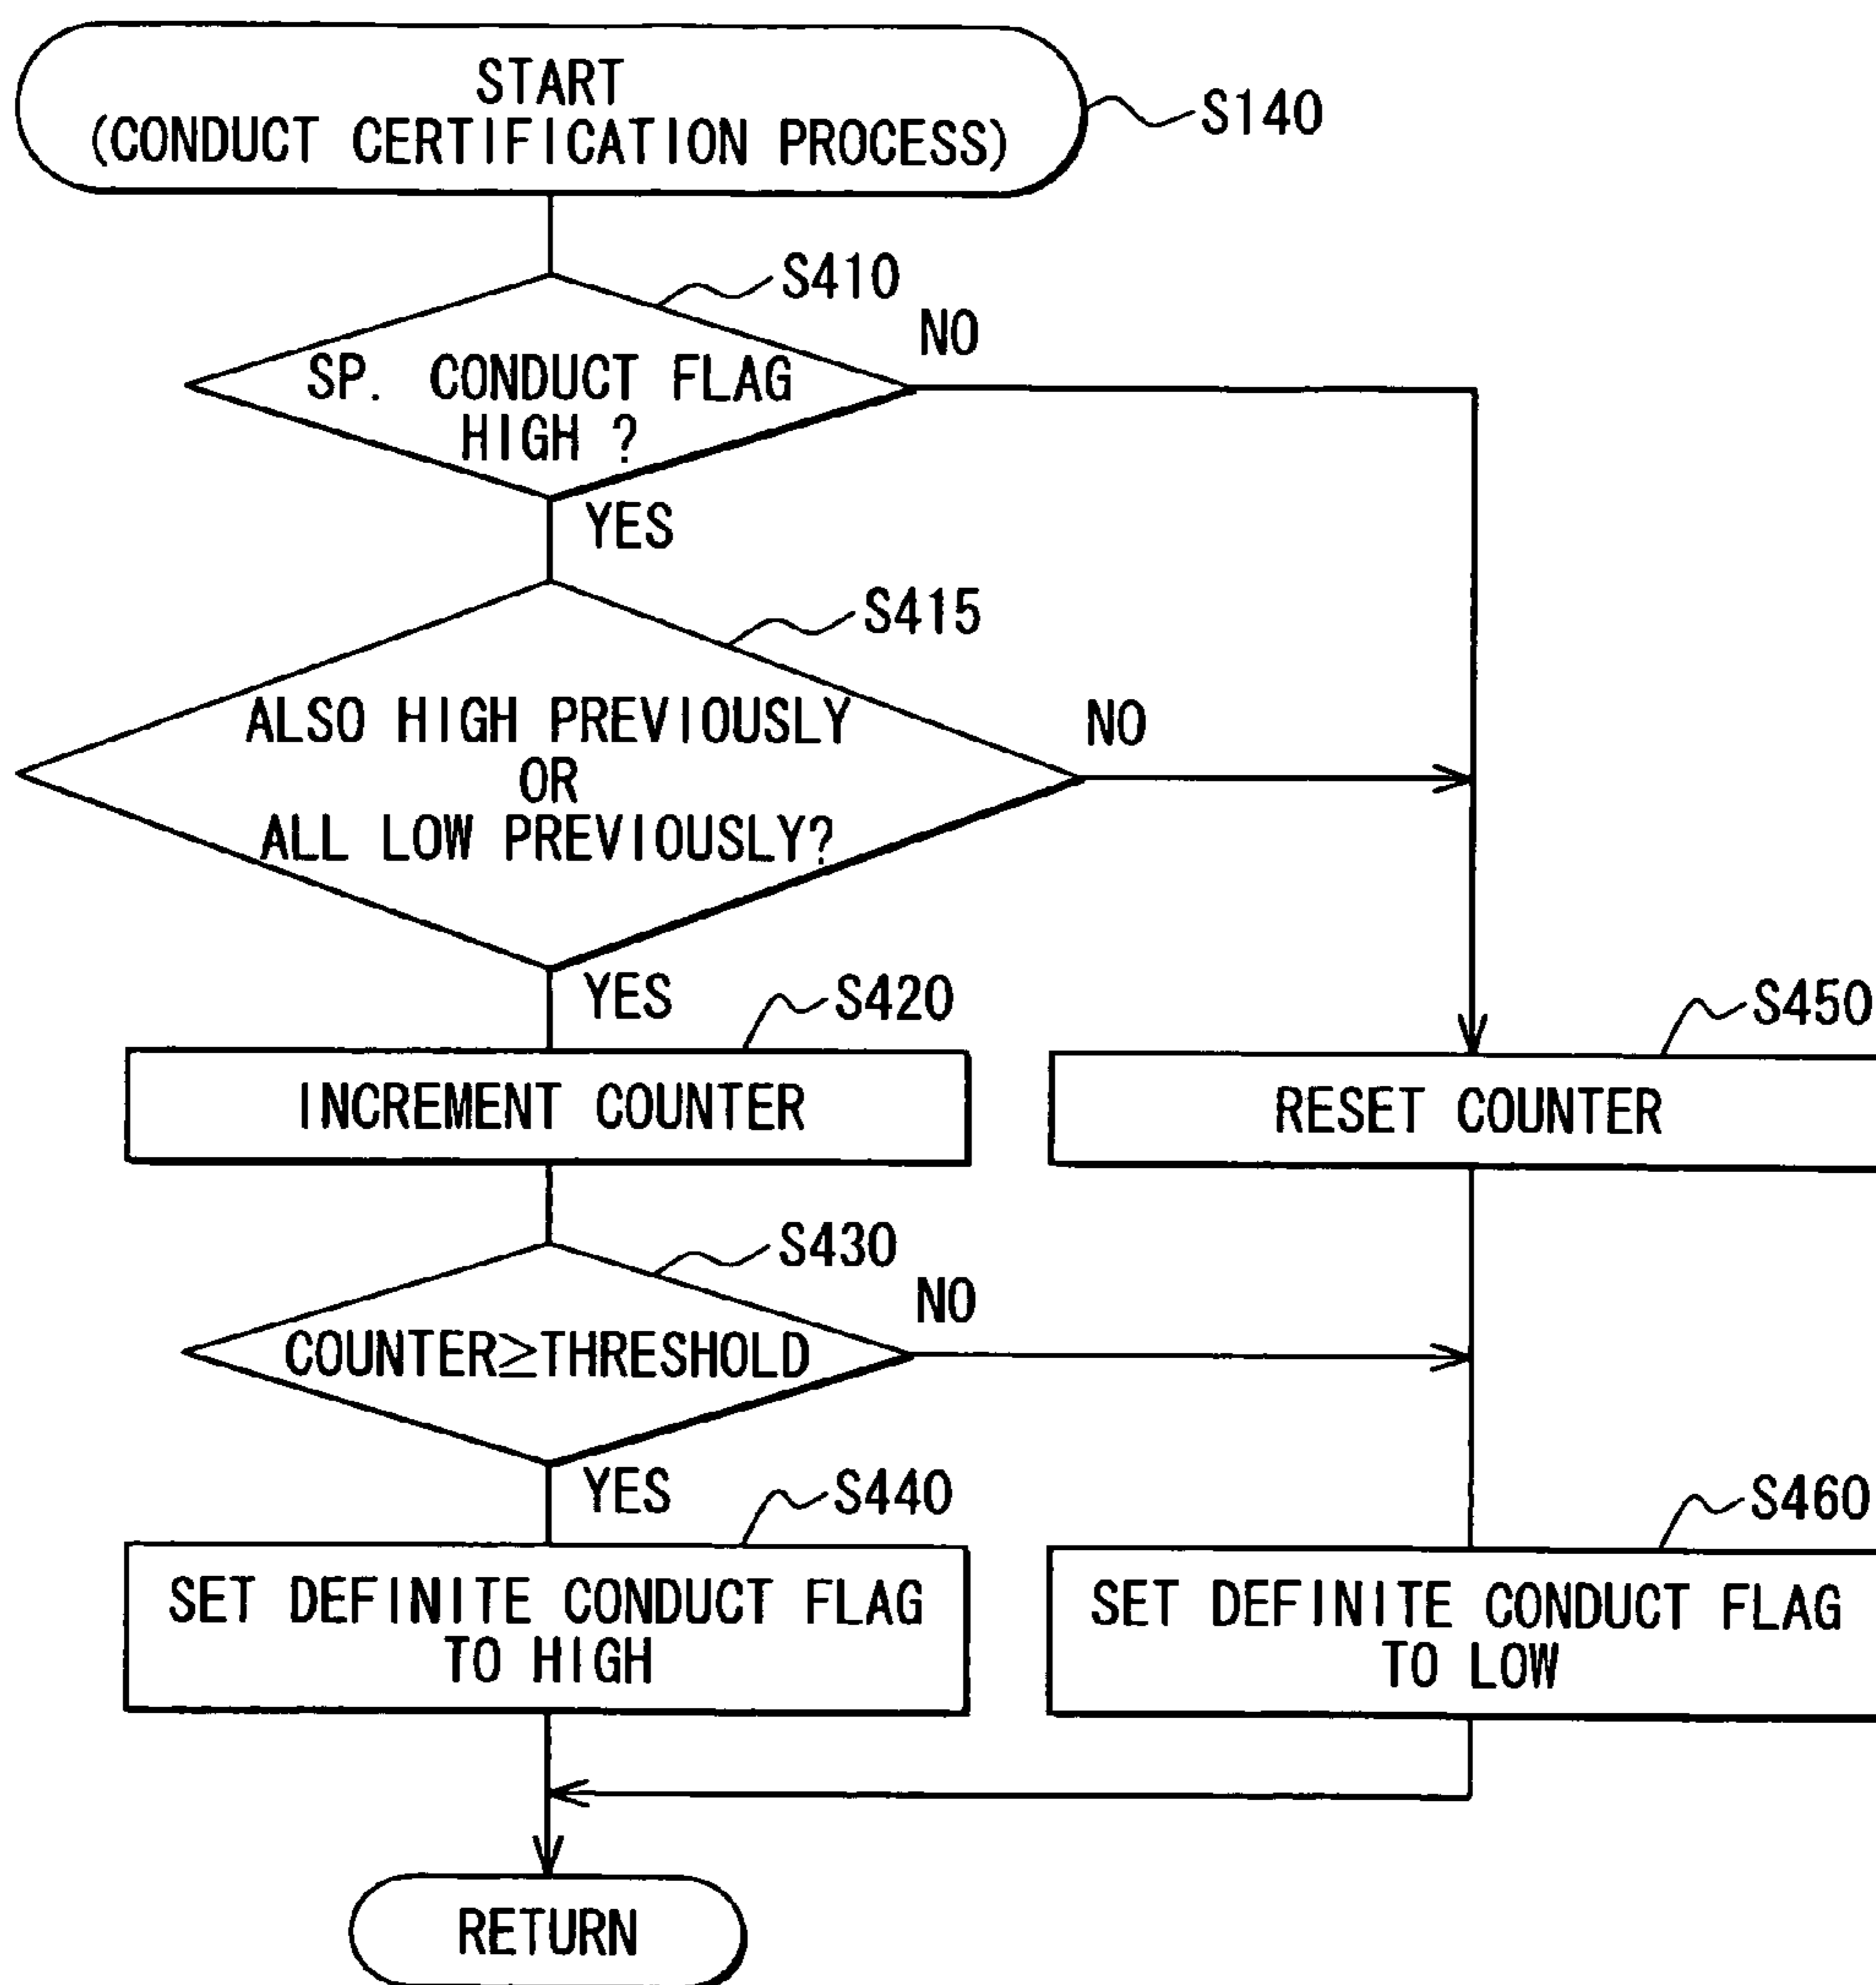 START
(CONDUCT CERTIFICATION PROCESS)
S140
S410
SP. CONDUCT FLAG
HIGH ?
NO
YES
S415
ALSO HIGH PREVIOUSLY
OR
ALL LOW PREVIOUSLY?
NO
YES
S420
INCREMENT COUNTER
S450
RESET COUNTER
S430
COUNTER≥THRESHOLD
NO
YES
S440
SET DEFINITE CONDUCT FLAG
TO HIGH
S460
SET DEFINITE CONDUCT FLAG
TO LOW
RETURN